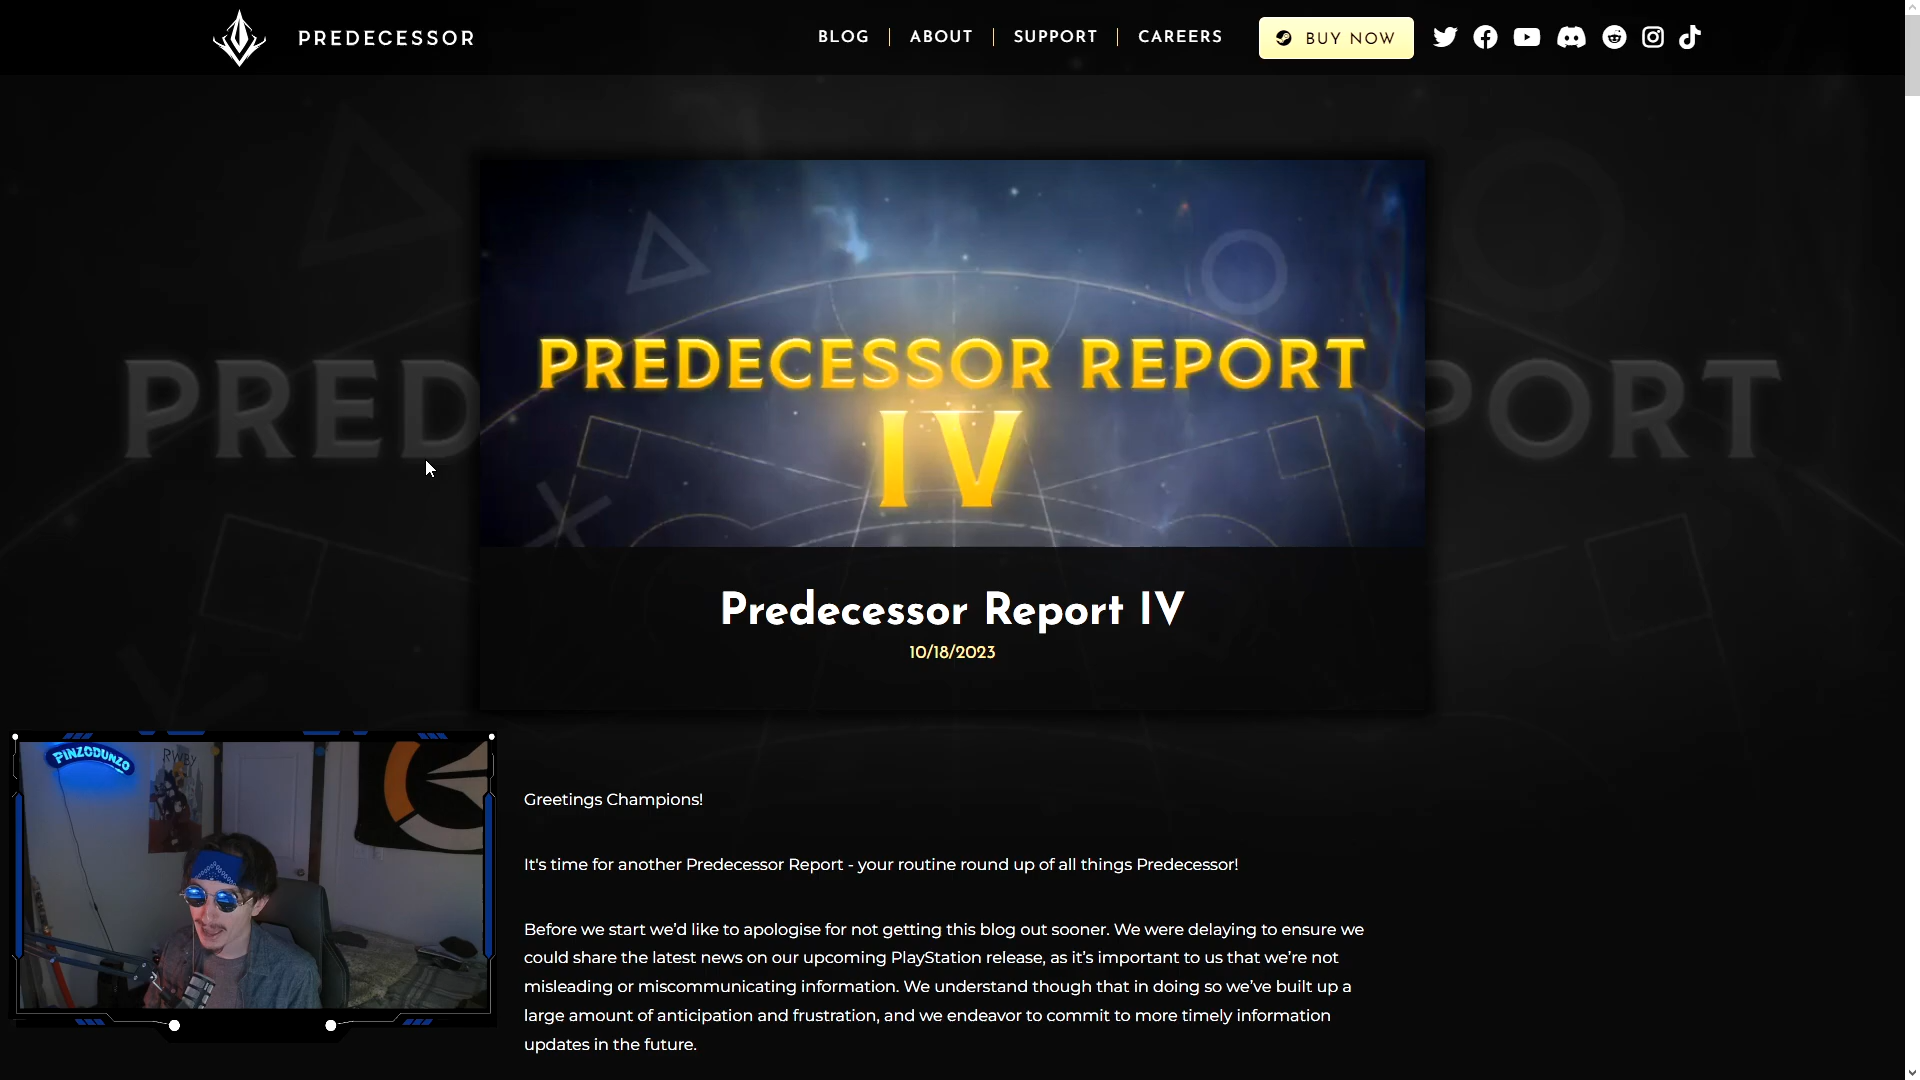 PREDECESSOR
BLOG
ABOUT
SUPPORT
CAREERS
BUY NOW
PRED
PORT
PREDECESSOR REPORT
IV
Predecessor Report IV
10/18/2023
PINZODUNZO
RWBY
Greetings Champions!
It's time for another Predecessor Report - your routine round up of all things Predecessor!
Before we start we'd like to apologise for not getting this blog out sooner. We were delaying to ensure we
could share the latest news on our upcoming PlayStation release, as it's important to us that we're not
misleading or miscommunicating information. We understand though that in doing so we've built up a
large amount of anticipation and frustration, and we endeavor to commit to more timely information
updates in the future.